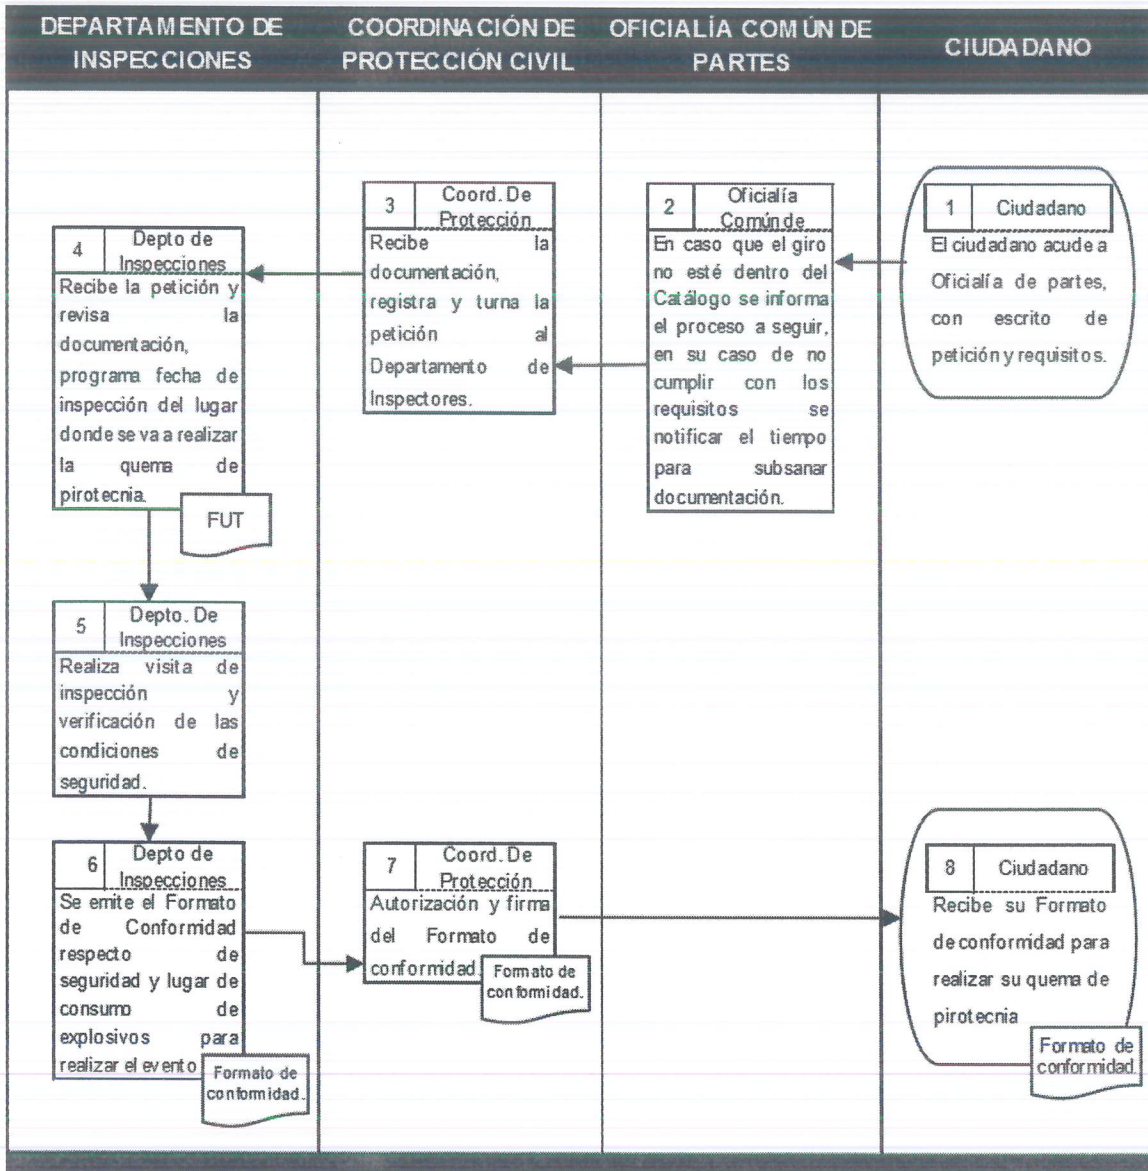 DEPARTAMENTO DE
INSPECCIONES
COORDINACIÓN DE
PROTECCIÓN CIVIL
OFICIALÍA COMÚN DE
PARTES
CIUDADANO
1
Ciudadano
El ciudadano acude a
Oficialía de partes,
con escrito de
petición y requisitos.
2
Oficialía
Común de
En caso que el giro
no esté dentro del
Catálogo se informa
el proceso a seguir,
en su caso de no
cumplir con los
requisitos se
notificar el tiempo
para subsanar
documentación.
3
Coord. De
Protección
Recibe la
documentación,
registra y turna la
petición al
Departamento de
Inspectores.
4
Depto de
Inspecciones
Recibe la petición y
revisa la
documentación,
programa fecha de
inspección del lugar
donde se va a realizar
la quema de
pirotecnia.
FUT
5
Depto. De
Inspecciones
Realiza visita de
inspección y
verificación de las
condiciones de
seguridad.
6
Depto de
Inspecciones
Se emite el Formato
de Conformidad
respecto de
seguridad y lugar de
consumo de
explosivos para
realizar el evento
Formato de
conformidad.
7
Coord. De
Protección
Autorización y firma
del Formato de
conformidad.
Formato de
conformidad.
8
Ciudadano
Recibe su Formato
de conformidad para
realizar su quema de
pirotecnia
Formato de
conformidad.